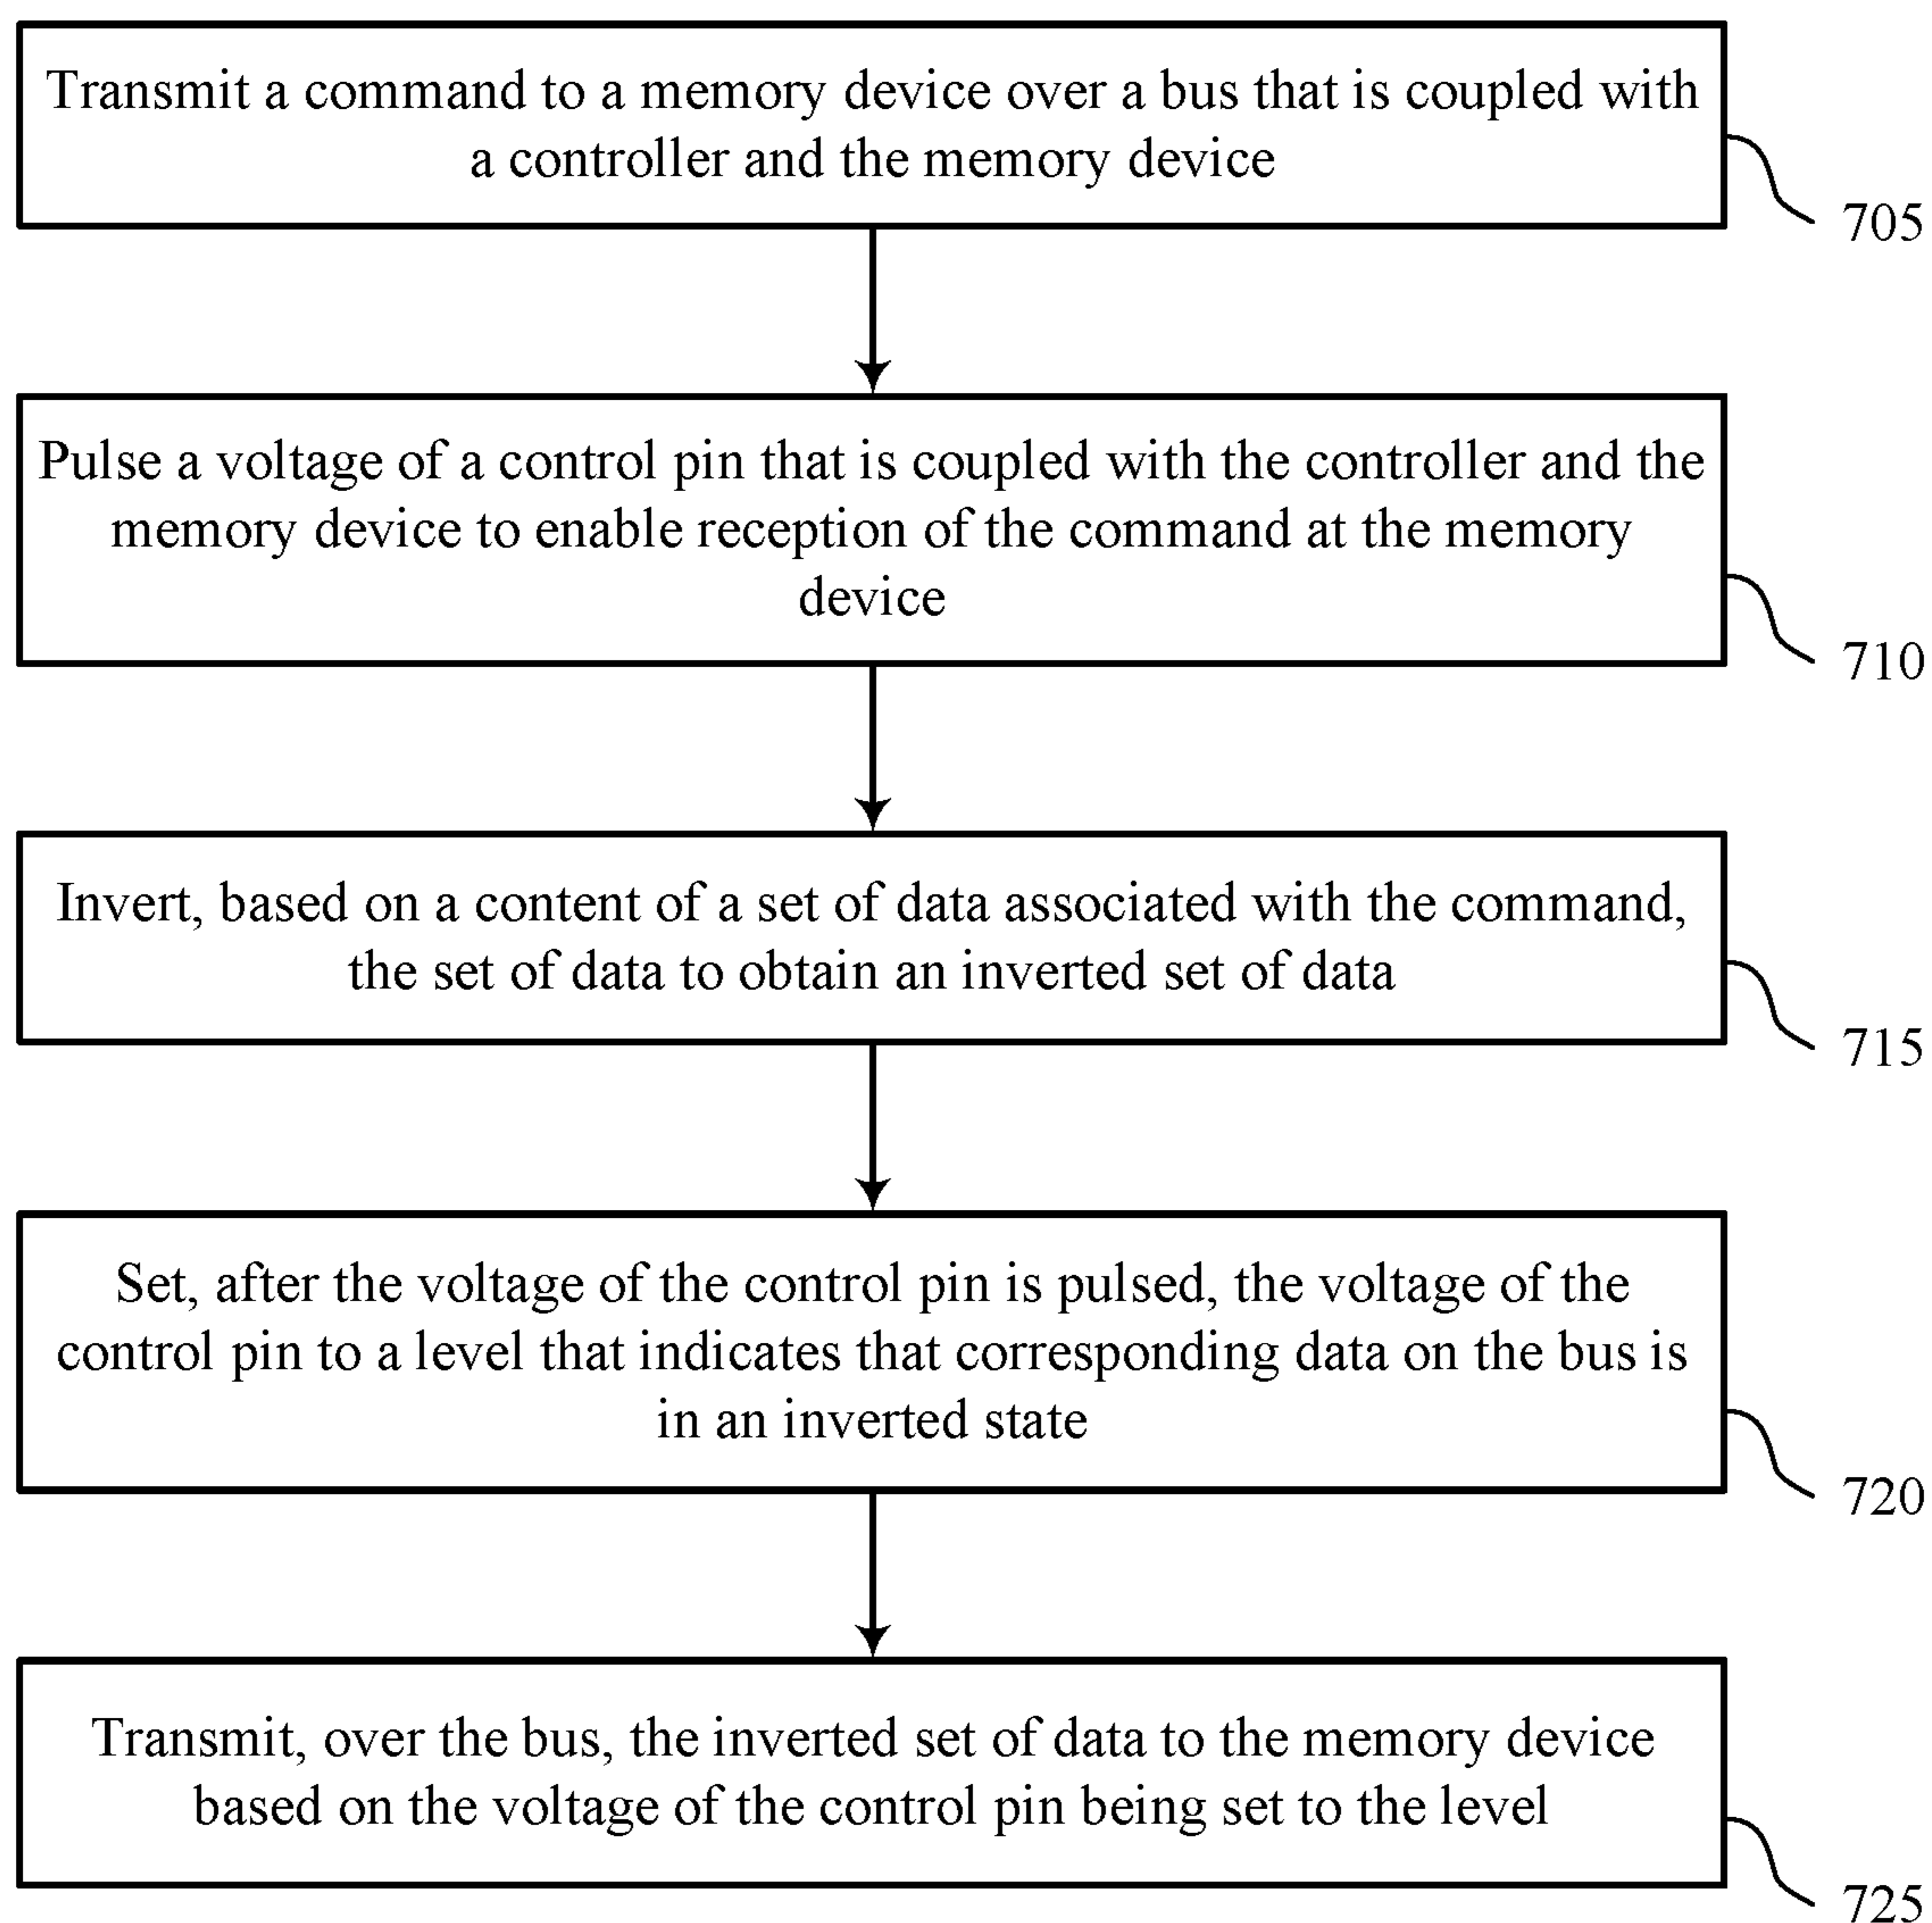 Transmit a command to a memory device over a bus that is coupled with
a controller and the memory device
705
Pulse a voltage of a control pin that is coupled with the controller and the
memory device to enable reception of the command at the memory
device
710
Invert, based on a content of a set of data associated with the command,
the set of data to obtain an inverted set of data
715
Set, after the voltage of the control pin is pulsed, the voltage of the
control pin to a level that indicates that corresponding data on the bus is
in an inverted state
720
Transmit, over the bus, the inverted set of data to the memory device
based on the voltage of the control pin being set to the level
725